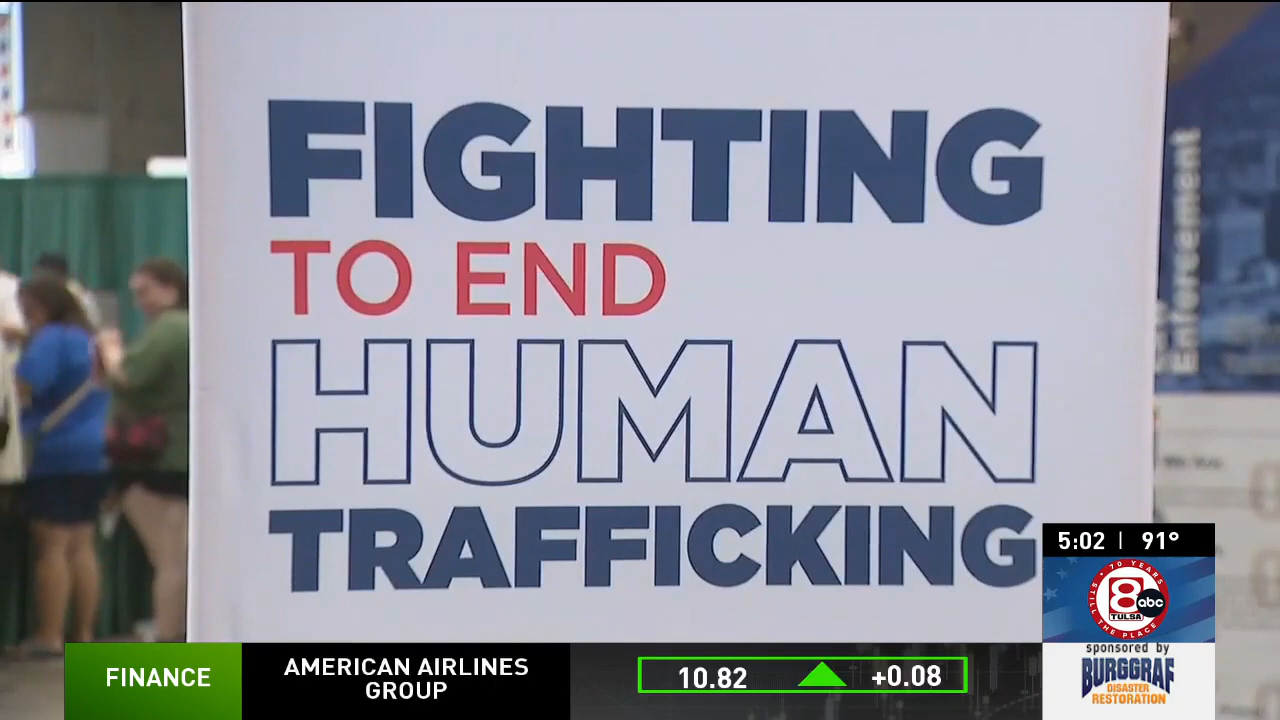 FIGHTING
TO END
HUMAN
TRAFFICKING
Enforcement
5:02 | 91°
70 YEARS
8 abc
TULSA
STILL THE PLACE
sponsored by
BURGGRAF
DISASTER
RESTORATION
FINANCE
AMERICAN AIRLINES
GROUP
10.82
+0.08